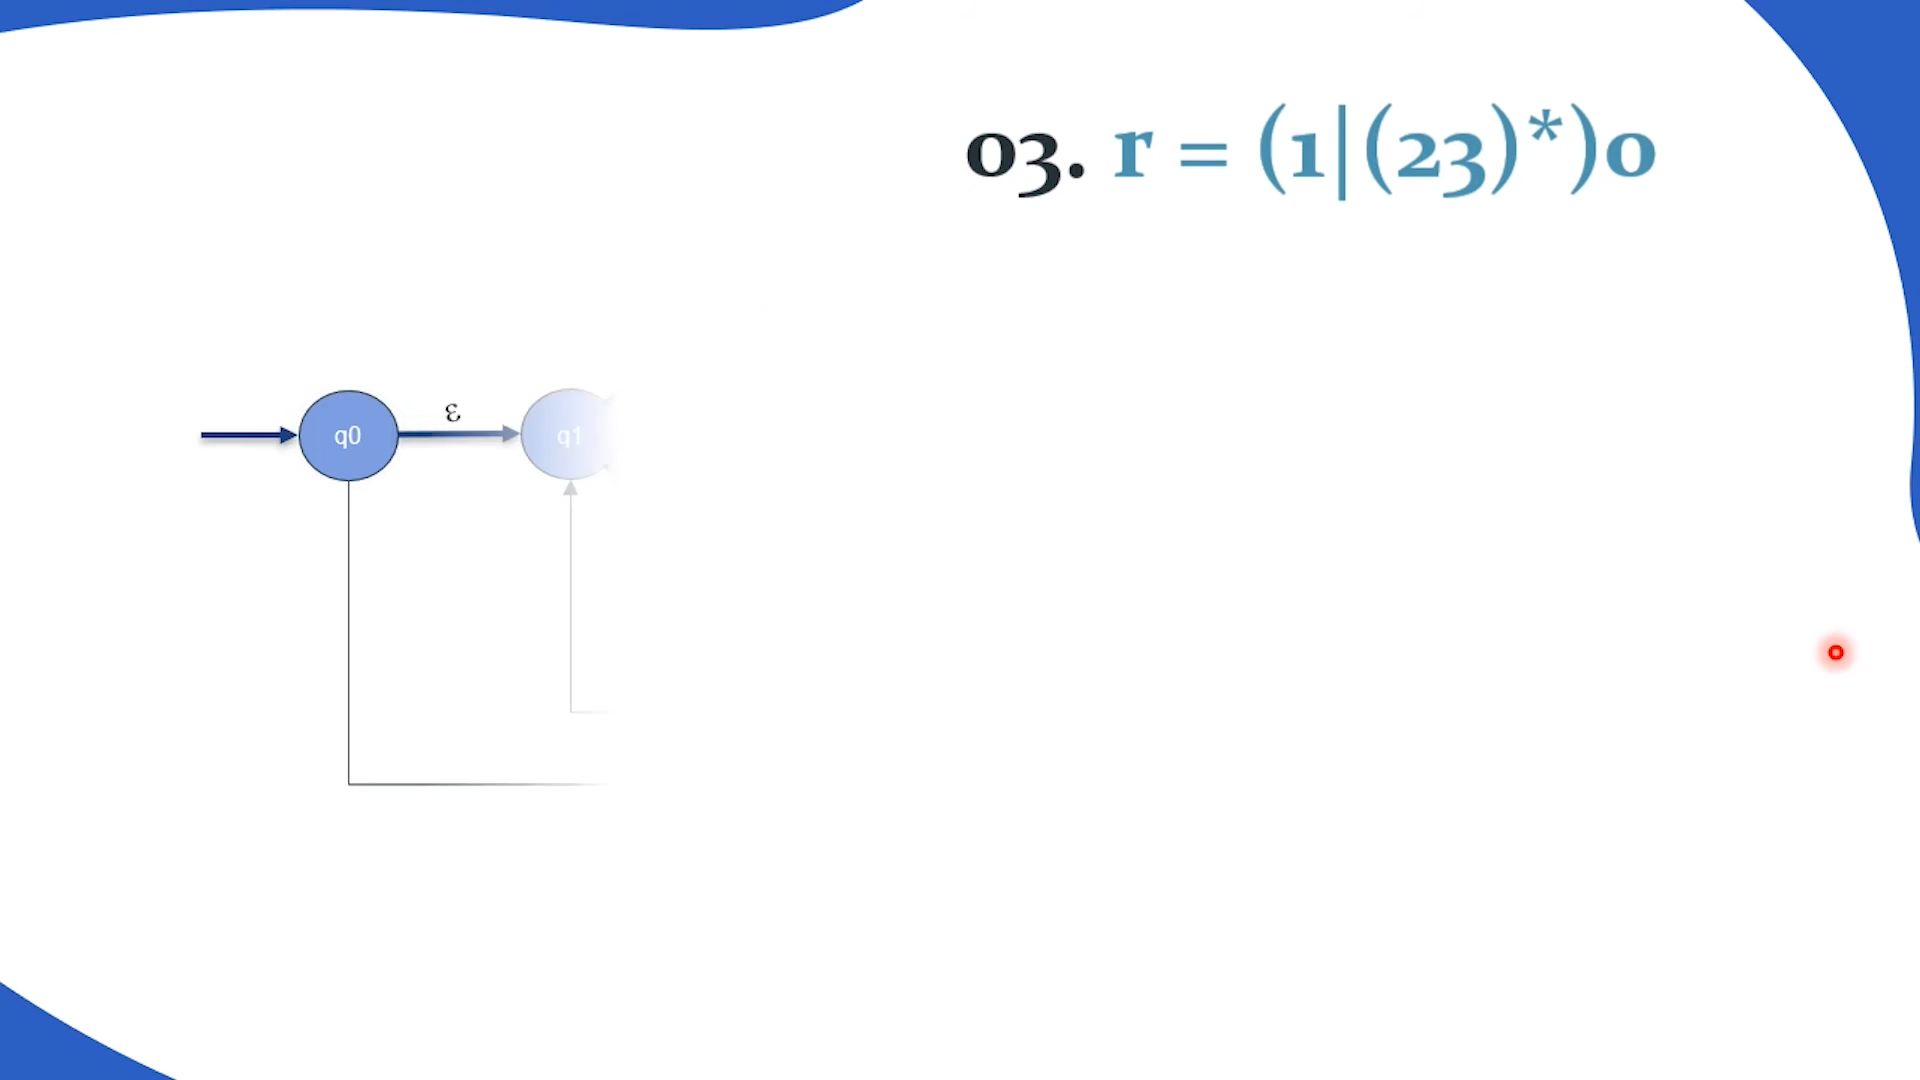 03. r = (1|(23)*)0
ε
q0
q1